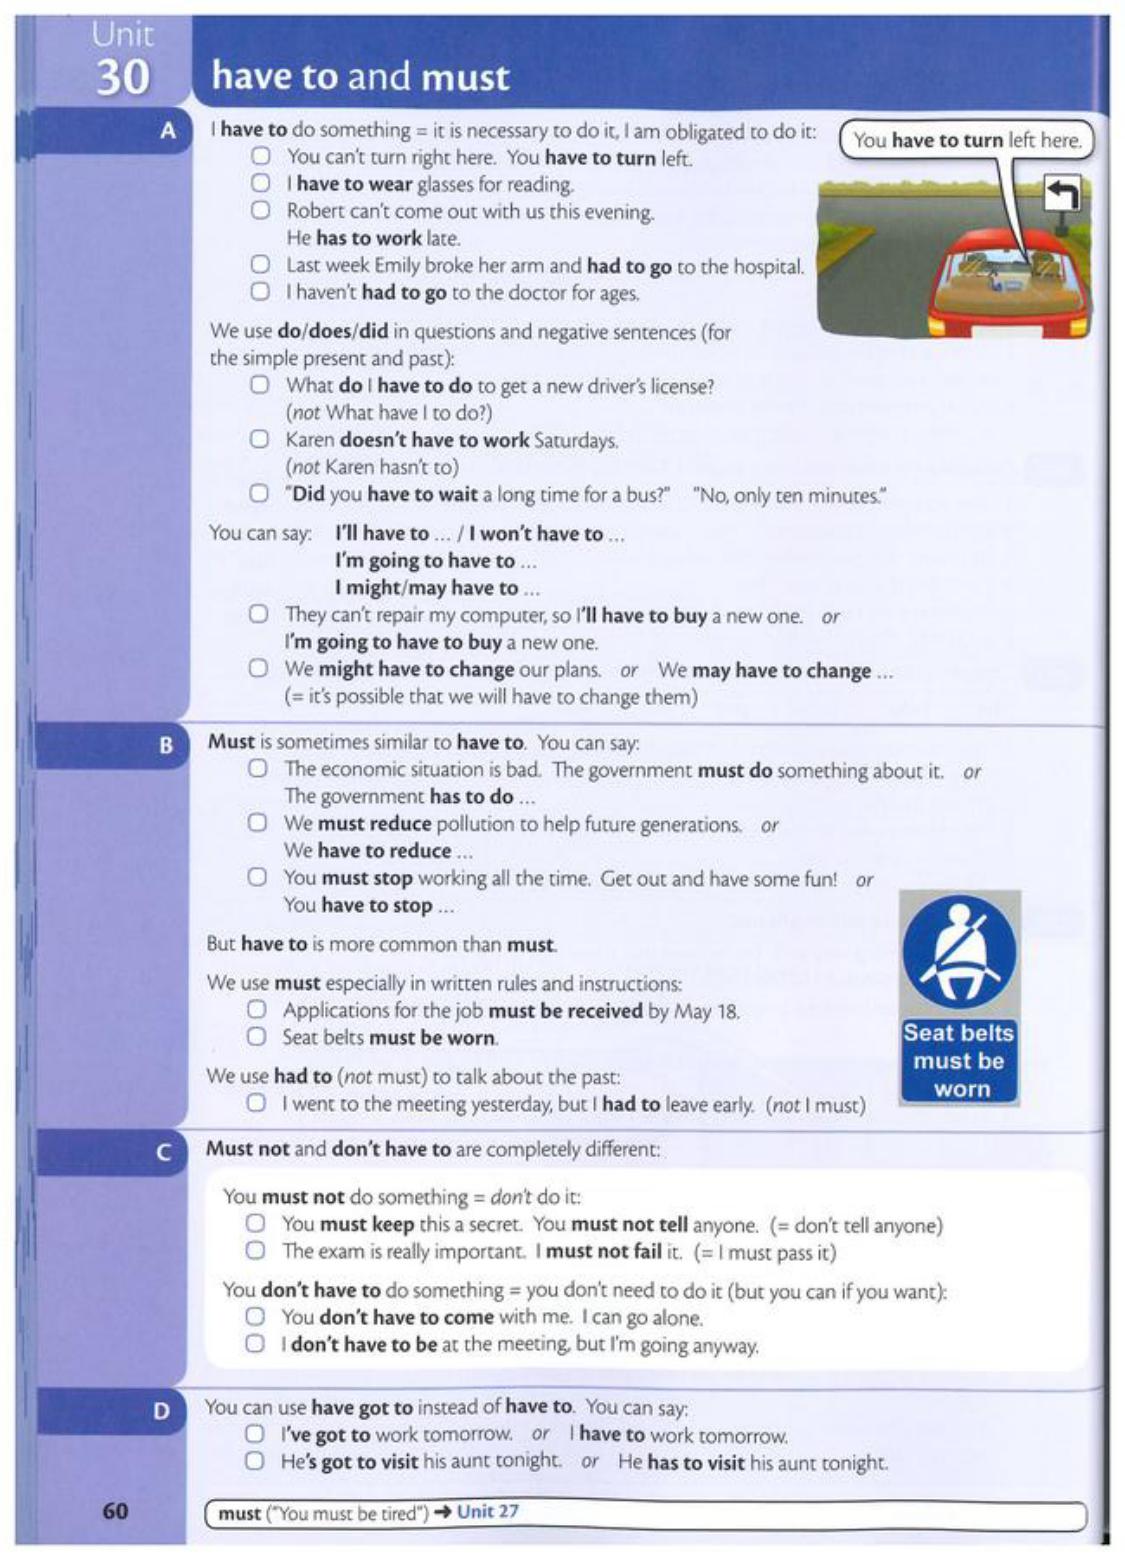 Unit
30
have to and must
A
I have to do something = it is necessary to do it, I am obligated to do it:
You can't turn right here. You have to turn left.
I have to wear glasses for reading.
Robert can't come out with us this evening.
He has to work late.
Last week Emily broke her arm and had to go to the hospital.
I haven't had to go to the doctor for ages.
You have to turn left here.
We use do/does/did in questions and negative sentences (for
the simple present and past):
What do I have to do to get a new driver's license?
(not What have I to do?)
Karen doesn't have to work Saturdays.
(not Karen hasn't to)
"Did you have to wait a long time for a bus?" "No, only ten minutes."
You can say: I'll have to ... / I won't have to ...
I'm going to have to ...
I might/may have to ...
They can't repair my computer, so I'll have to buy a new one. or
I'm going to have to buy a new one.
We might have to change our plans. or We may have to change ...
(= it's possible that we will have to change them)
B
Must is sometimes similar to have to. You can say:
The economic situation is bad. The government must do something about it. or
The government has to do ...
We must reduce pollution to help future generations. or
We have to reduce ...
You must stop working all the time. Get out and have some fun! or
You have to stop ...
But have to is more common than must.
We use must especially in written rules and instructions:
Applications for the job must be received by May 18.
Seat belts must be worn.
Seat belts
must be
worn
We use had to (not must) to talk about the past:
I went to the meeting yesterday, but I had to leave early. (not I must)
C
Must not and don't have to are completely different:
You must not do something = don't do it:
You must keep this a secret. You must not tell anyone. (= don't tell anyone)
The exam is really important. I must not fail it. (= I must pass it)
You don't have to do something = you don't need to do it (but you can if you want):
You don't have to come with me. I can go alone.
I don't have to be at the meeting, but I'm going anyway.
D
You can use have got to instead of have to. You can say:
I've got to work tomorrow. or I have to work tomorrow.
He's got to visit his aunt tonight. or He has to visit his aunt tonight.
60
must ("You must be tired") ➜ Unit 27